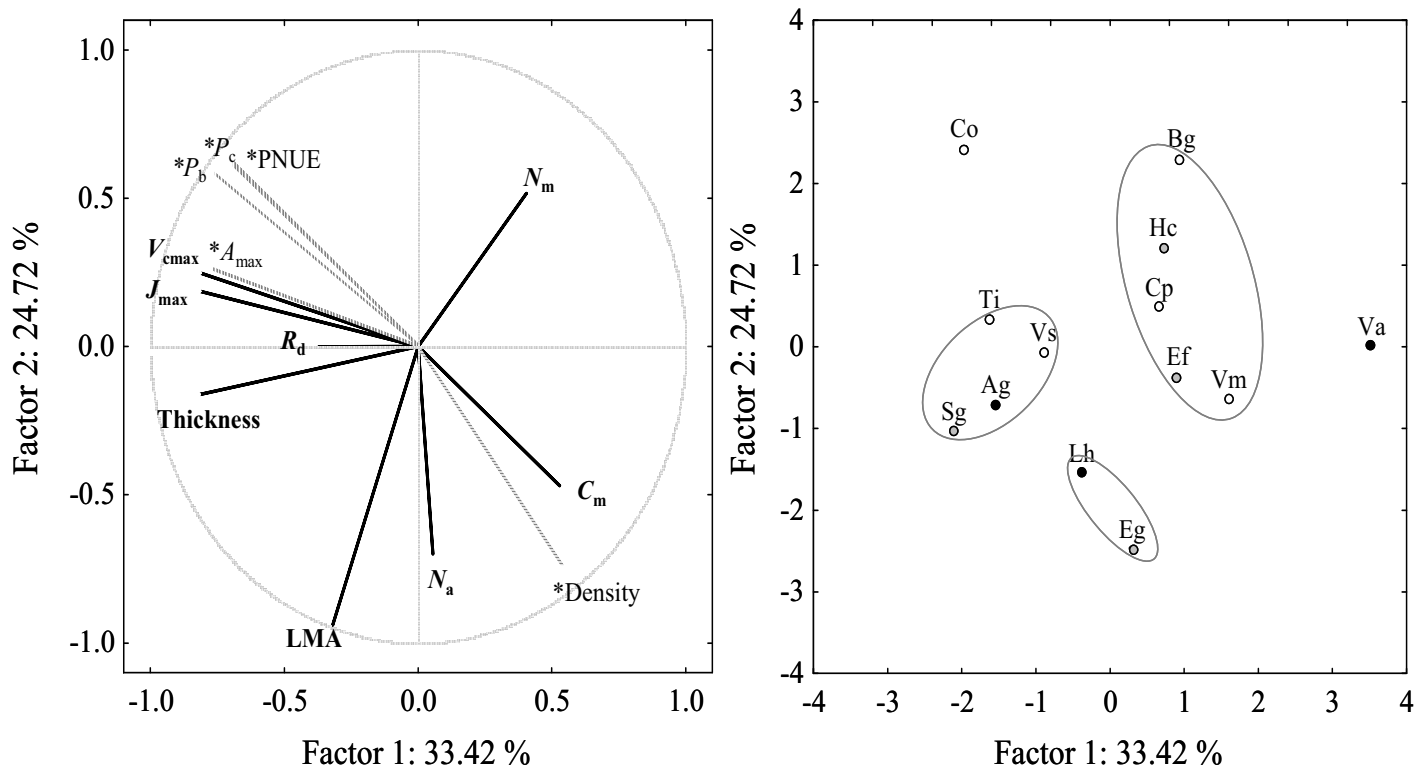 1.0
0.5
0.0
-0.5
-1.0
-1.0
-0.5
0.0
0.5
1.0
Factor 2: 24.72 %
Factor 1: 33.42 %
*Pb
*Pc
*PNUE
Nm
Vcmax
*Amax
Jmax
Rd
Thickness
Cm
Na
*Density
LMA
4
3
2
1
0
-1
-2
-3
-4
-4
-3
-2
-1
0
1
2
3
4
Factor 2: 24.72 %
Factor 1: 33.42 %
Co
Bg
Hc
Cp
Ti
Vs
Va
Ef
Vm
Ag
Sg
Lh
Eg